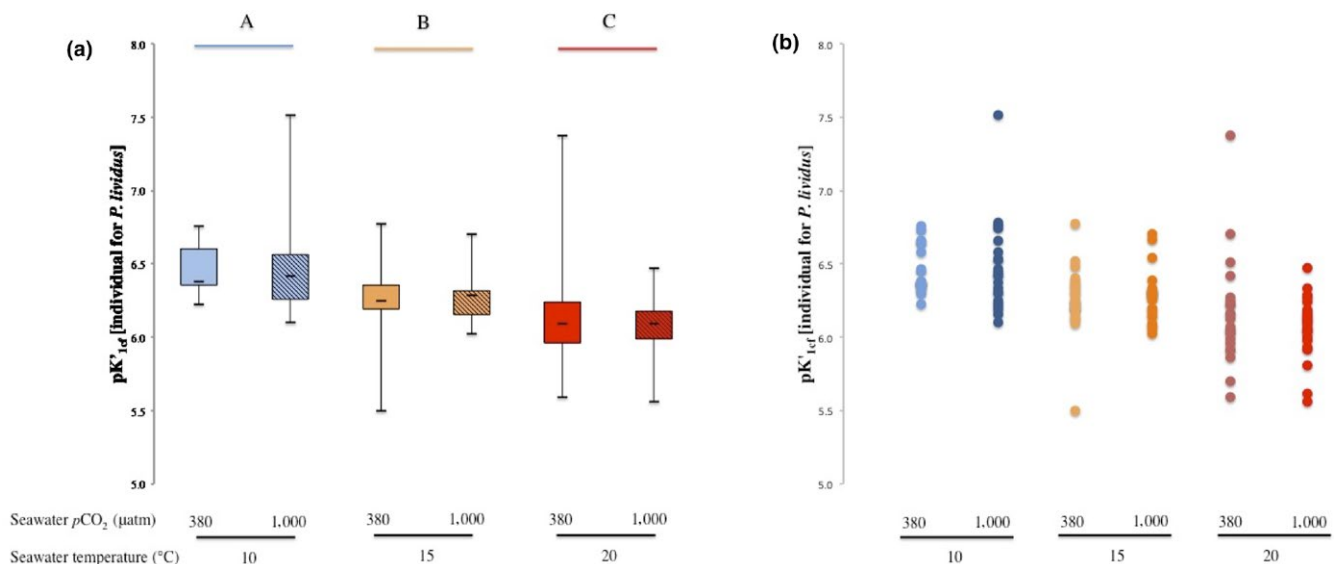 (a)
A B C
8.0
7.5
7.0
6.5
6.0
5.5
5.0
pK'1cf [individual for P. lividus]
Seawater pCO2 (µatm) 380 1.000 380 1.000 380 1.000
Seawater temperature (°C) 10 15 20
(b)
8.0
7.5
7.0
6.5
6.0
5.5
5.0
pK'1cf [individual for P. lividus]
380 1.000 380 1.000 380 1.000
10 15 20